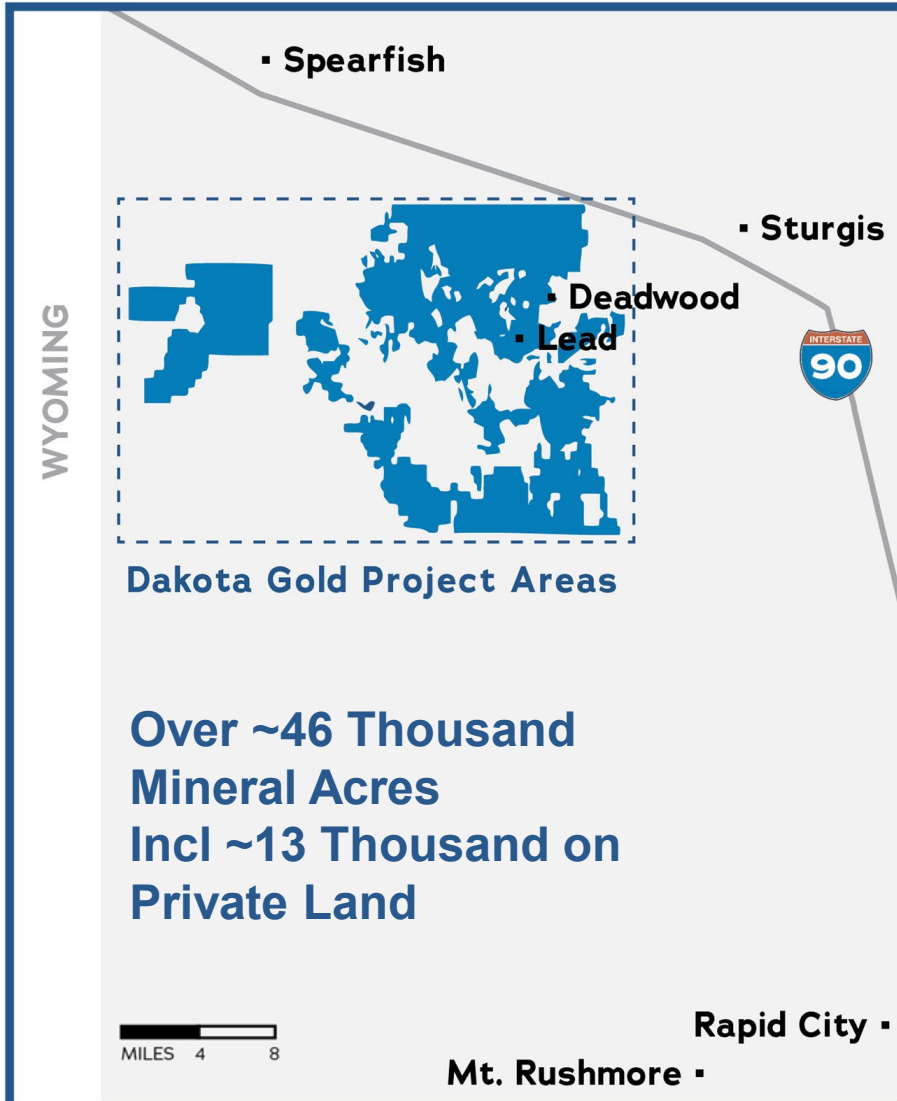 Spearfish
Sturgis
Deadwood
Lead
WYOMING
INTERSTATE
90
Dakota Gold Project Areas
Over ~46 Thousand
Mineral Acres
Incl ~13 Thousand on
Private Land
Rapid City
MILES 4 8
Mt. Rushmore